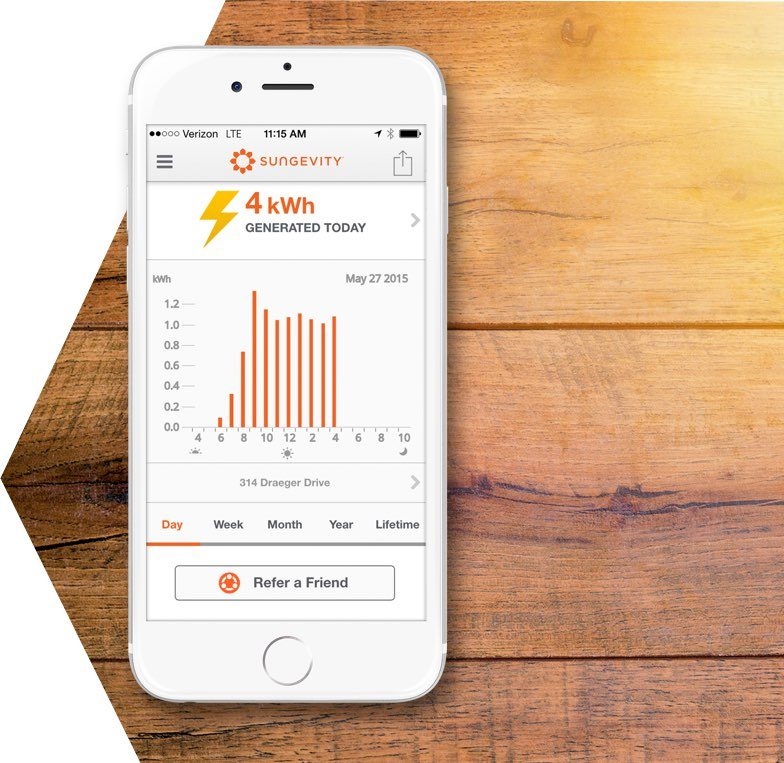 Verizon LTE 11:15 AM
SUNGEVITY
4 kWh
GENERATED TODAY
kWh May 27 2015
1.2
1.0
0.8
0.6
0.4
0.2
0.0
4 6 8 10 12 2 4 6 8 10
314 Draeger Drive
Day Week Month Year Lifetime
Refer a Friend